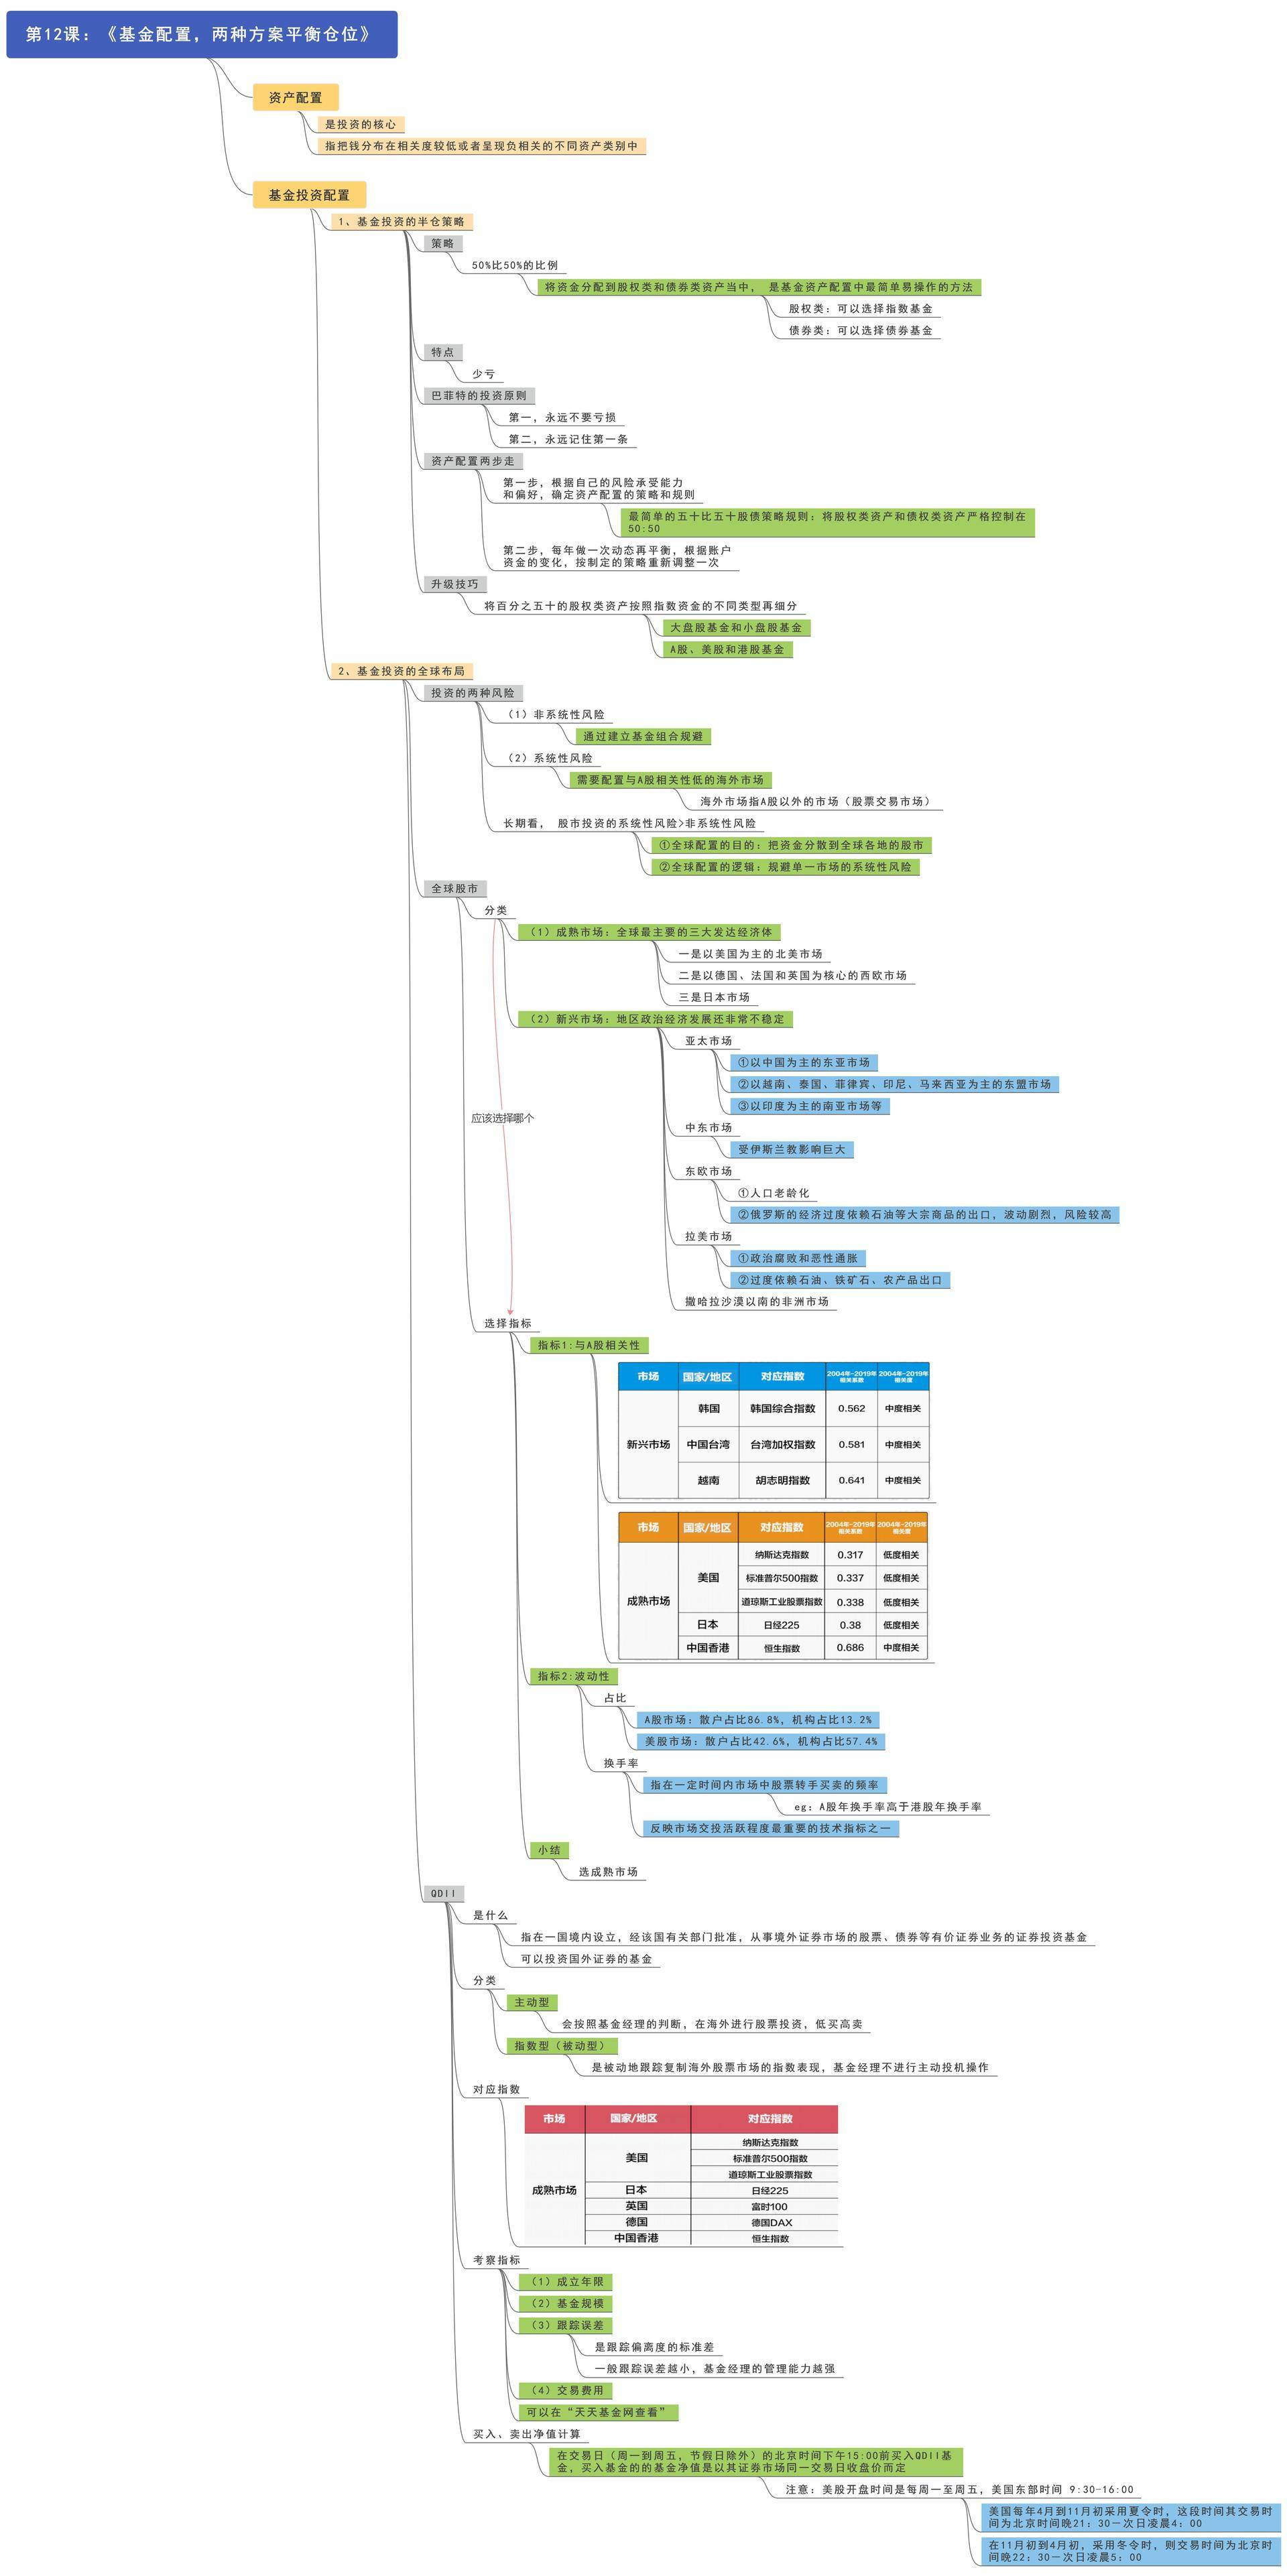 第12课：《基金配置，两种方案平衡仓位》
资产配置
是投资的核心
指把钱分布在相关度较低或者呈现负相关的不同资产类别中
基金投资配置
1、基金投资的半仓策略
策略
50%比50%的比例
将资金分配到股权类和债券类资产当中， 是基金资产配置中最简单易操作的方法
股权类：可以选择指数基金
债券类：可以选择债券基金
特点
少亏
巴菲特的投资原则
第一，永远不要亏损
第二，永远记住第一条
资产配置两步走
第一步，根据自己的风险承受能力
和偏好，确定资产配置的策略和规则
最简单的五十比五十股债策略规则：将股权类资产和债权类资产严格控制在
50:50
第二步，每年做一次动态再平衡，根据账户
资金的变化，按制定的策略重新调整一次
升级技巧
将百分之五十的股权类资产按照指数资金的不同类型再细分
大盘股基金和小盘股基金
A股、美股和港股基金
2、基金投资的全球布局
投资的两种风险
（1）非系统性风险
通过建立基金组合规避
（2）系统性风险
需要配置与A股相关性低的海外市场
海外市场指A股以外的市场（股票交易市场）
长期看， 股市投资的系统性风险>非系统性风险
①全球配置的目的：把资金分散到全球各地的股市
②全球配置的逻辑：规避单一市场的系统性风险
全球股市
分类
（1）成熟市场：全球最主要的三大发达经济体
一是以美国为主的北美市场
二是以德国、法国和英国为核心的西欧市场
三是日本市场
（2）新兴市场：地区政治经济发展还非常不稳定
亚太市场
①以中国为主的东亚市场
②以越南、泰国、菲律宾、印尼、马来西亚为主的东盟市场
③以印度为主的南亚市场等
应该选择哪个
中东市场
受伊斯兰教影响巨大
东欧市场
①人口老龄化
②俄罗斯的经济过度依赖石油等大宗商品的出口，波动剧烈，风险较高
拉美市场
①政治腐败和恶性通胀
②过度依赖石油、铁矿石、农产品出口
撒哈拉沙漠以南的非洲市场
选择指标
指标1:与A股相关性
市场 国家/地区 对应指数 2004年-2019年相关系数 2004年-2019年相关度
韩国 韩国综合指数 0.562 中度相关
新兴市场 中国台湾 台湾加权指数 0.581 中度相关
越南 胡志明指数 0.641 中度相关
市场 国家/地区 对应指数 2004年-2019年相关系数 2004年-2019年相关度
纳斯达克指数 0.317 低度相关
美国 标准普尔500指数 0.337 低度相关
成熟市场 道琼斯工业股票指数 0.338 低度相关
日本 日经225 0.38 低度相关
中国香港 恒生指数 0.686 中度相关
指标2:波动性
占比
A股市场：散户占比86.8%，机构占比13.2%
美股市场：散户占比42.6%，机构占比57.4%
换手率
指在一定时间内市场中股票转手买卖的频率
eg：A股年换手率高于港股年换手率
反映市场交投活跃程度最重要的技术指标之一
小结
选成熟市场
QDII
是什么
指在一国境内设立，经该国有关部门批准，从事境外证券市场的股票、债券等有价证券业务的证券投资基金
可以投资国外证券的基金
分类
主动型
会按照基金经理的判断，在海外进行股票投资，低买高卖
指数型（被动型）
是被动地跟踪复制海外股票市场的指数表现，基金经理不进行主动投机操作
对应指数
市场 国家/地区 对应指数
纳斯达克指数
美国 标准普尔500指数
道琼斯工业股票指数
成熟市场 日本 日经225
英国 富时100
德国 德国DAX
中国香港 恒生指数
考察指标
（1）成立年限
（2）基金规模
（3）跟踪误差
是跟踪偏离度的标准差
一般跟踪误差越小，基金经理的管理能力越强
（4）交易费用
可以在“天天基金网查看”
买入、卖出净值计算
在交易日（周一到周五，节假日除外）的北京时间下午15:00前买入QDII基
金，买入基金的的基金净值是以其证券市场同一交易日收盘价而定
注意：美股开盘时间是每周一至周五，美国东部时间 9:30-16:00
美国每年4月到11月初采用夏令时，这段时间其交易时
间为北京时间晚21：30－次日凌晨4：00
在11月初到4月初，采用冬令时，则交易时间为北京时
间晚22：30－次日凌晨5：00